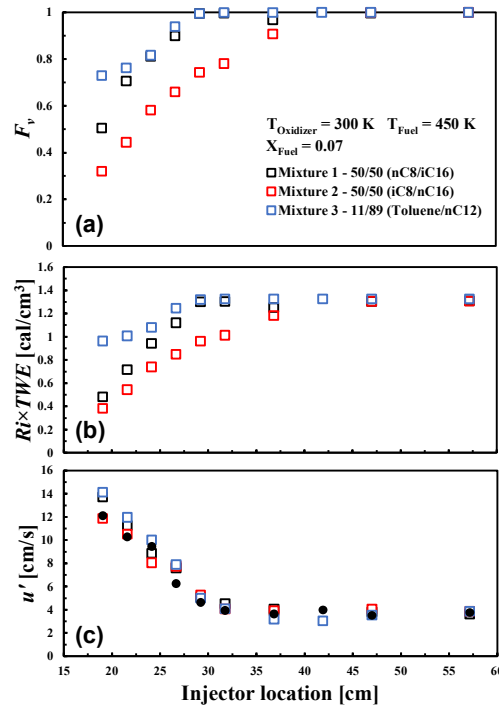 1
0.8
0.6
0.4
0.2
0
F_v
T_Oxidizer = 300 K T_Fuel = 450 K
X_Fuel = 0.07
Mixture 1 - 50/50 (nC8/iC16)
Mixture 2 - 50/50 (iC8/nC16)
Mixture 3 - 11/89 (Toluene/nC12)
(a)
1.6
1.4
1.2
1
0.8
0.6
0.4
0.2
0
Ri×TWE [cal/cm³]
(b)
16
14
12
10
8
6
4
2
0
u' [cm/s]
(c)
15 20 25 30 35 40 45 50 55 60
Injector location [cm]